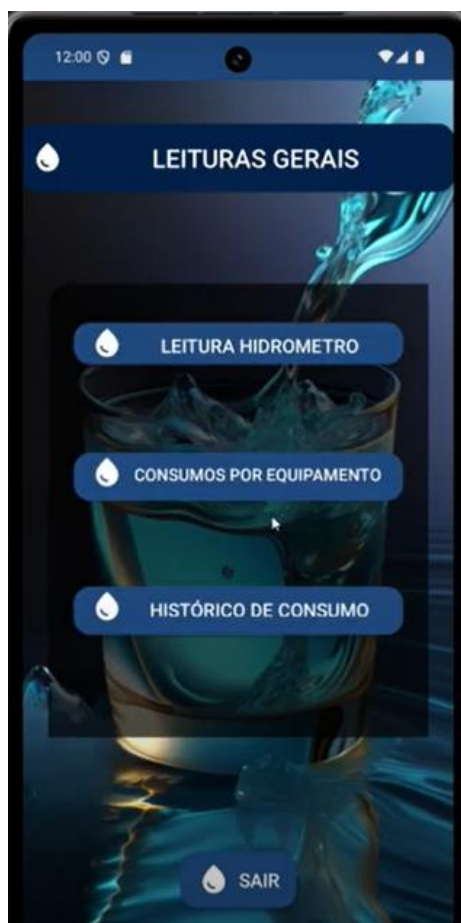 12:00
LEITURAS GERAIS
LEITURA HIDROMETRO
CONSUMOS POR EQUIPAMENTO
HISTÓRICO DE CONSUMO
SAIR